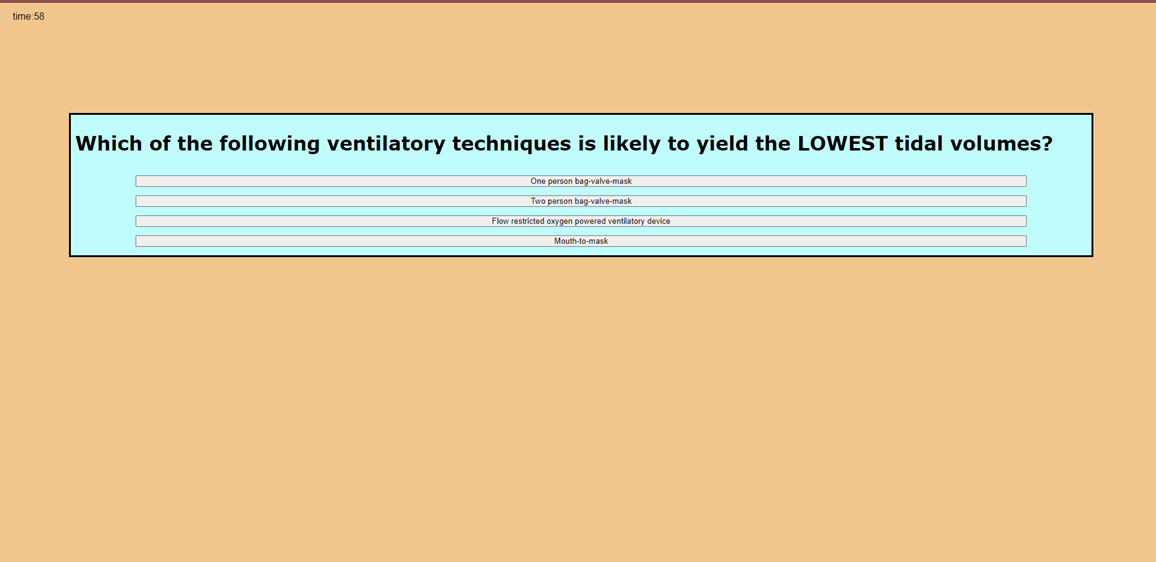 time:58
Which of the following ventilatory techniques is likely to yield the LOWEST tidal volumes?
One person bag-valve-mask
Two person bag-valve-mask
Flow restricted oxygen powered ventilatory device
Mouth-to-mask